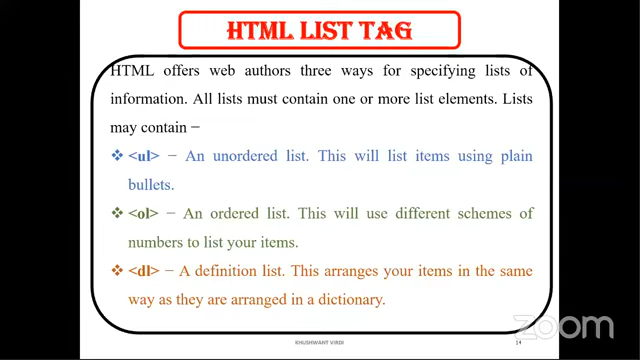 HTML LIST TAG
HTML offers web authors three ways for specifying lists of
information. All lists must contain one or more list elements. Lists
may contain −
❖ <ul> − An unordered list. This will list items using plain
bullets.
❖ <ol> − An ordered list. This will use different schemes of
numbers to list your items.
❖ <dl> − A definition list. This arranges your items in the same
way as they are arranged in a dictionary.
KHUSHWANT VIRDI
14
zoom